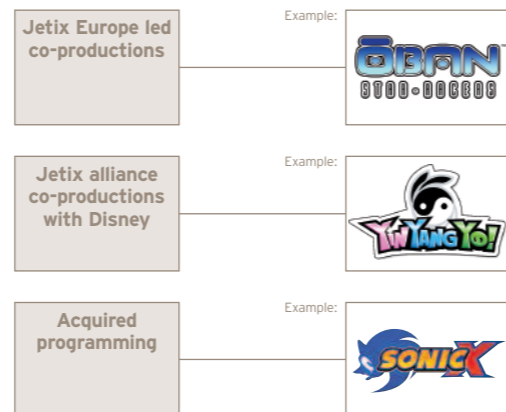 Jetix Europe led
co-productions
Example:
ŌBAN
STAR•RACERS
Jetix alliance
co-productions
with Disney
Example:
YiN YANG Yo!
Acquired
programming
Example:
SONIC X